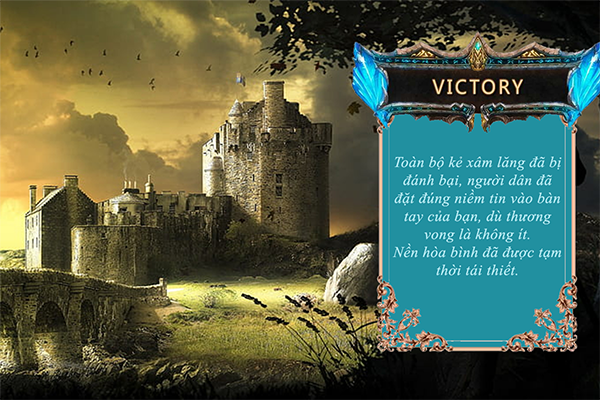 VICTORY
Toàn bộ kẻ xâm lăng đã bị
đánh bại, người dân đã
đặt đúng niềm tin vào bàn
tay của bạn, dù thương
vong là không ít.
Nền hòa bình đã được tạm
thời tái thiết.